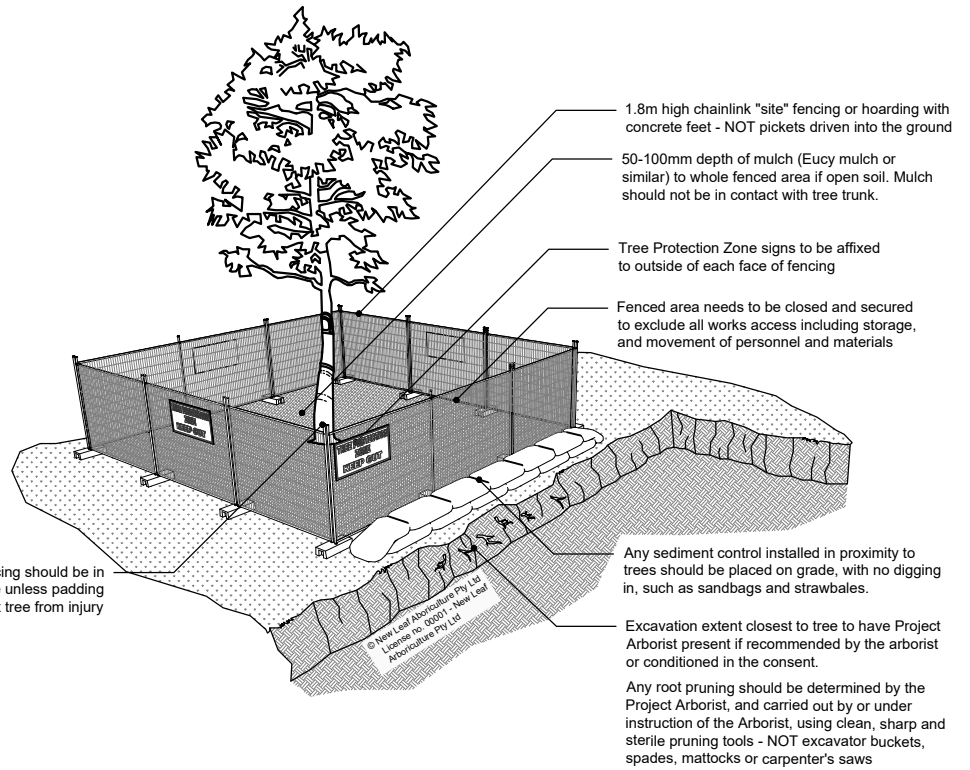 1.8m high chainlink "site" fencing or hoarding with
concrete feet - NOT pickets driven into the ground
50-100mm depth of mulch (Eucy mulch or
similar) to whole fenced area if open soil. Mulch
should not be in contact with tree trunk.
Tree Protection Zone signs to be affixed
to outside of each face of fencing
Fenced area needs to be closed and secured
to exclude all works access including storage,
and movement of personnel and materials
TREE PROTECTION
ZONE
KEEP OUT
TREE PROTECTION
ZONE
KEEP OUT
cing should be in
unless padding
tree from injury
© New Leaf Aboriculture Pty Ltd
License no. 00001 - New Leaf
Arboriculture Pty Ltd
Any sediment control installed in proximity to
trees should be placed on grade, with no digging
in, such as sandbags and strawbales.
Excavation extent closest to tree to have Project
Arborist present if recommended by the arborist
or conditioned in the consent.
Any root pruning should be determined by the
Project Arborist, and carried out by or under
instruction of the Arborist, using clean, sharp and
sterile pruning tools - NOT excavator buckets,
spades, mattocks or carpenter's saws